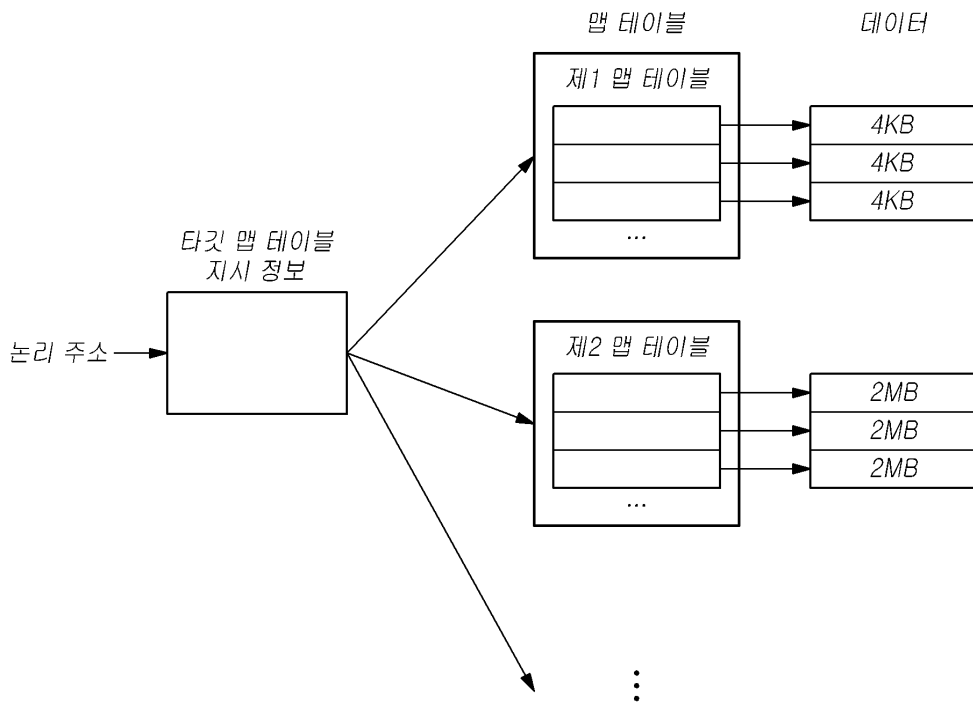 맵 테이블
데이터
제1 맵 테이블
4KB
4KB
4KB
...
타깃 맵 테이블
지시 정보
논리 주소
제2 맵 테이블
2MB
2MB
2MB
...